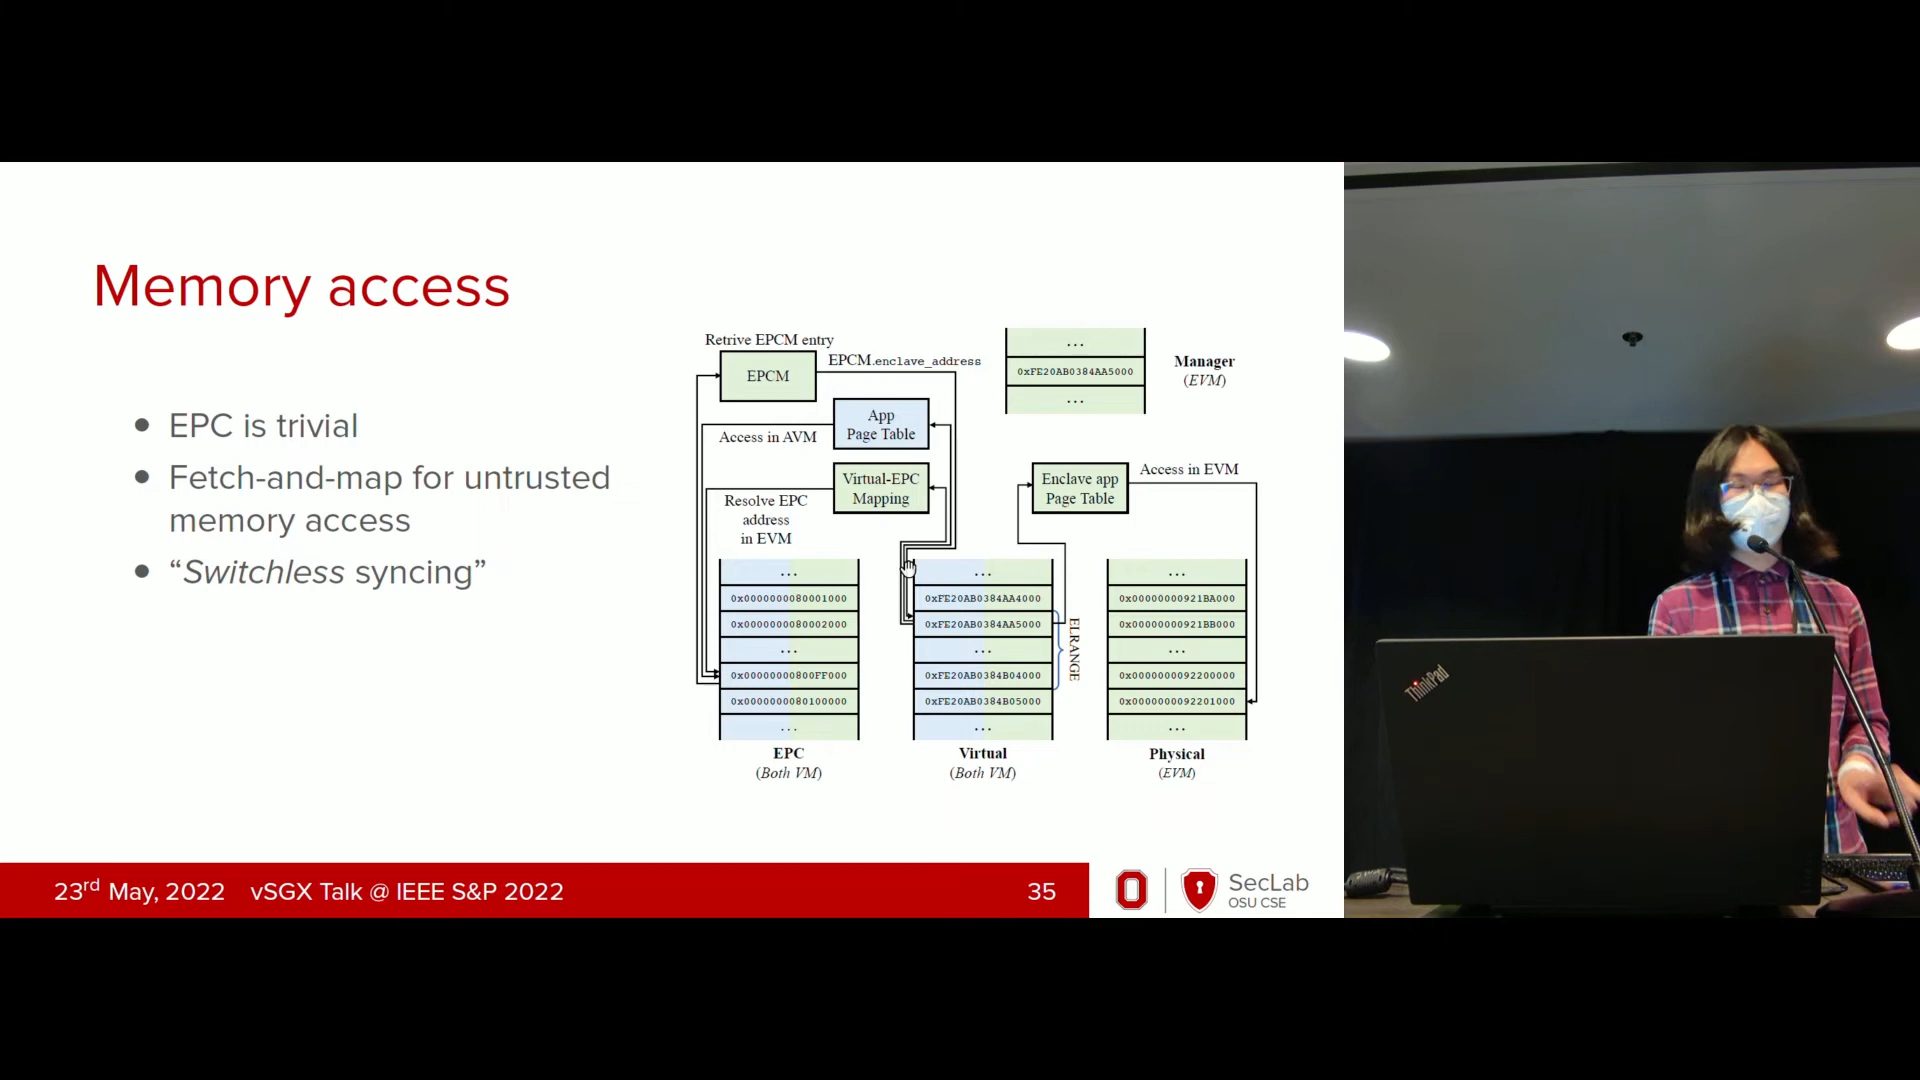 Memory access
EPC is trivial
Fetch-and-map for untrusted
memory access
“Switchless syncing”
Retrive EPCM entry
EPCM
EPCM.enclave_address
App
Page Table
Access in AVM
Virtual-EPC
Mapping
Resolve EPC
address
in EVM
...
0xFE20AB0384AA5000
...
Manager
(EVM)
Enclave app
Page Table
Access in EVM
...
0x0000000080001000
0x0000000080002000
...
0x00000000800FF000
0x0000000080100000
...
EPC
(Both VM)
...
0xFE20AB0384AA4000
0xFE20AB0384AA5000
...
0xFE20AB0384B04000
0xFE20AB0384B05000
...
Virtual
(Both VM)
ELRANGE
...
0x00000000921BA000
0x00000000921BB000
...
0x0000000092200000
0x0000000092201000
...
Physical
(EVM)
23rd May, 2022 vSGX Talk @ IEEE S&P 2022 35
SecLab
OSU CSE
ThinkPad